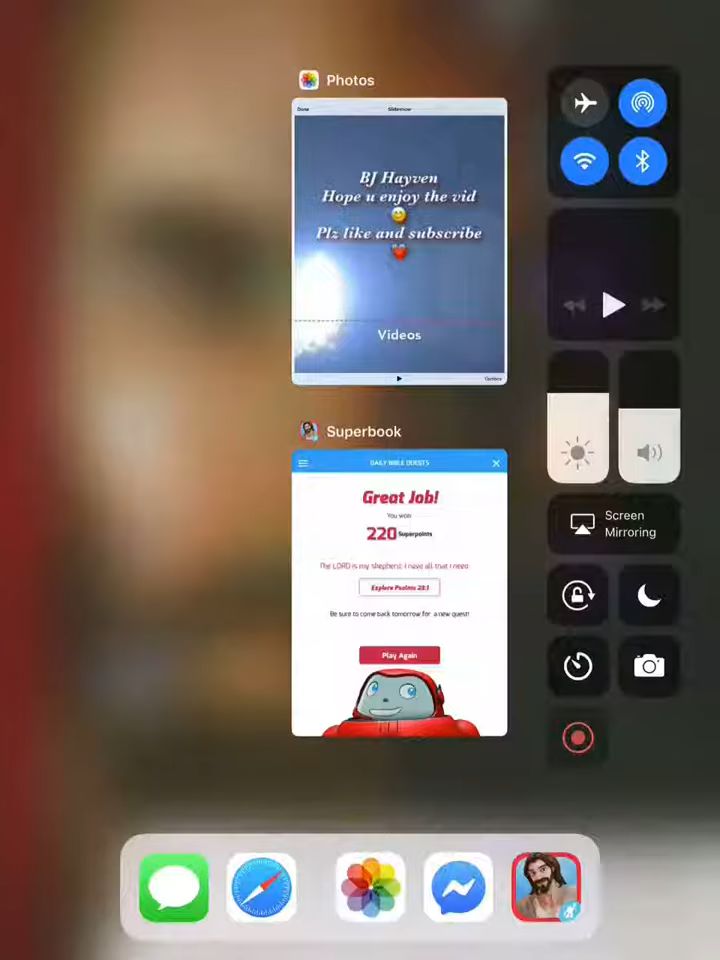 Photos
Done
Slideshow
BJ Hayven
Hope u enjoy the vid
😊
Plz like and subscribe
❤️
Videos
Options
Superbook
DAILY BIBLE QUESTS
Great Job!
You won
220 Superpoints
The LORD is my shepherd; I have all that I need.
Explore Psalms 23:1
Be sure to come back tomorrow for a new quest!
Play Again
Screen
Mirroring